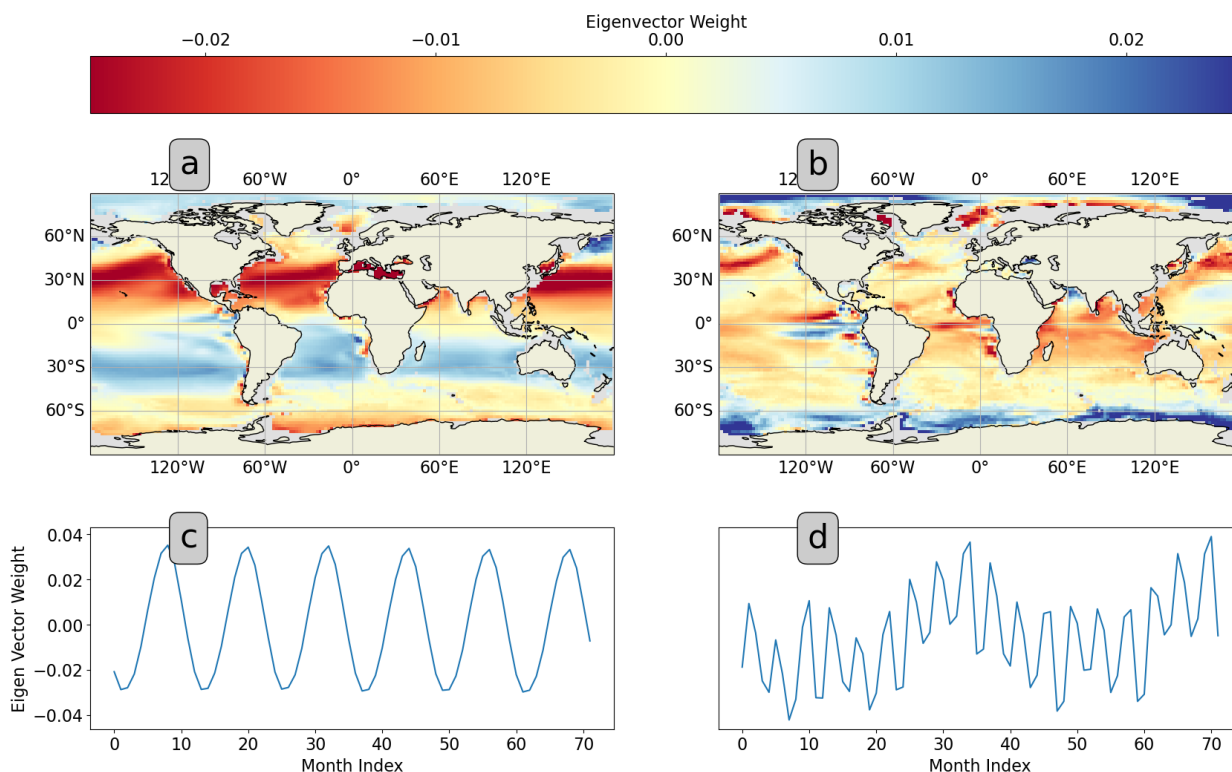 Eigenvector Weight
−0.02 −0.01 0.00 0.01 0.02
a b
12 60°W 0° 60°E 120°E 12 60°W 0° 60°E 120°E
60°N 60°N
30°N 30°N
0° 0°
30°S 30°S
60°S 60°S
120°W 60°W 0° 60°E 120°E 120°W 60°W 0° 60°E 120°E
c d
Eigen Vector Weight
0.04
0.02
0.00
−0.02
−0.04
0 10 20 30 40 50 60 70 0 10 20 30 40 50 60 70
Month Index Month Index